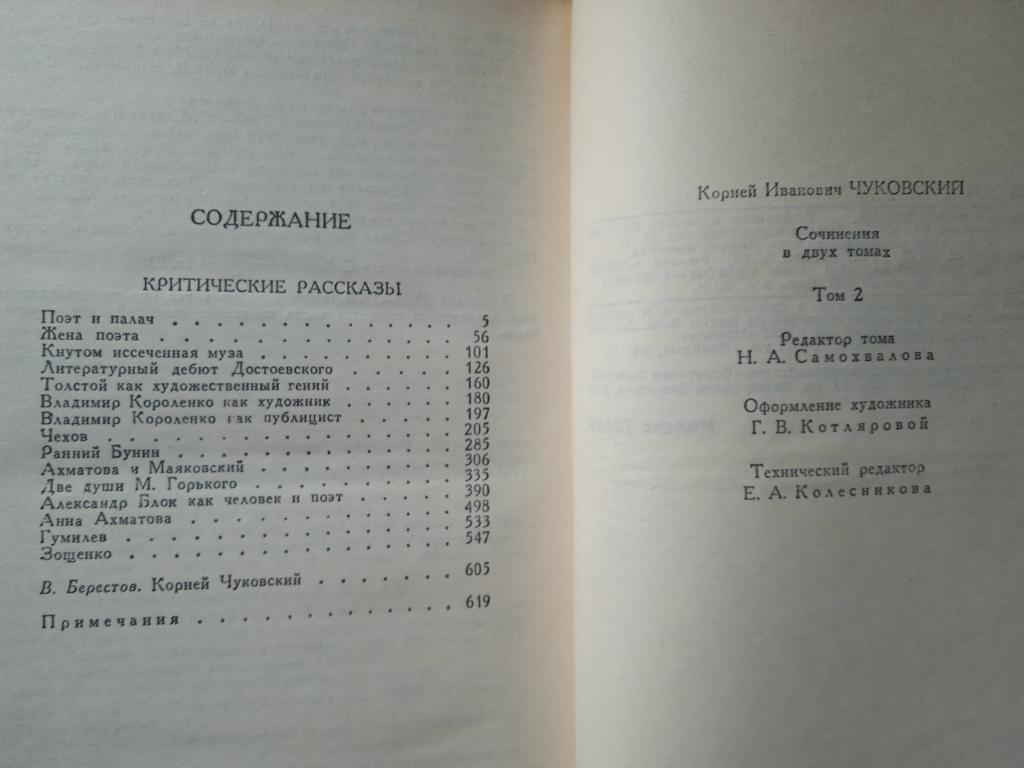 СОДЕРЖАНИЕ
КРИТИЧЕСКИЕ РАССКАЗЫ
Поэт и палач . . . . . . . . . . . . . . . . 5
Жена поэта . . . . . . . . . . . . . . . . 56
Кнутом иссеченная муза . . . . . . . . . . . 101
Литературный дебют Достоевского . . . . . . . 126
Толстой как художественный гений . . . . . . . 160
Владимир Короленко как художник . . . . . . . 180
Владимир Короленко как публицист . . . . . . . 197
Чехов . . . . . . . . . . . . . . . . . . 205
Ранний Бунин . . . . . . . . . . . . . . . 285
Ахматова и Маяковский . . . . . . . . . . . 306
Две души М. Горького . . . . . . . . . . . . 335
Александр Блок как человек и поэт . . . . . . . 390
Анна Ахматова . . . . . . . . . . . . . . . 498
Гумилев . . . . . . . . . . . . . . . . . 533
Зощенко . . . . . . . . . . . . . . . . . 547
В. Берестов. Корней Чуковский . . . . . . . . 605
Примечания . . . . . . . . . . . . . . . 619
Корней Иванович ЧУКОВСКИЙ
Сочинения
в двух томах
Том 2
Редактор тома
Н. А. Самохвалова
Оформление художника
Г. В. Котляровой
Технический редактор
Е. А. Колесникова